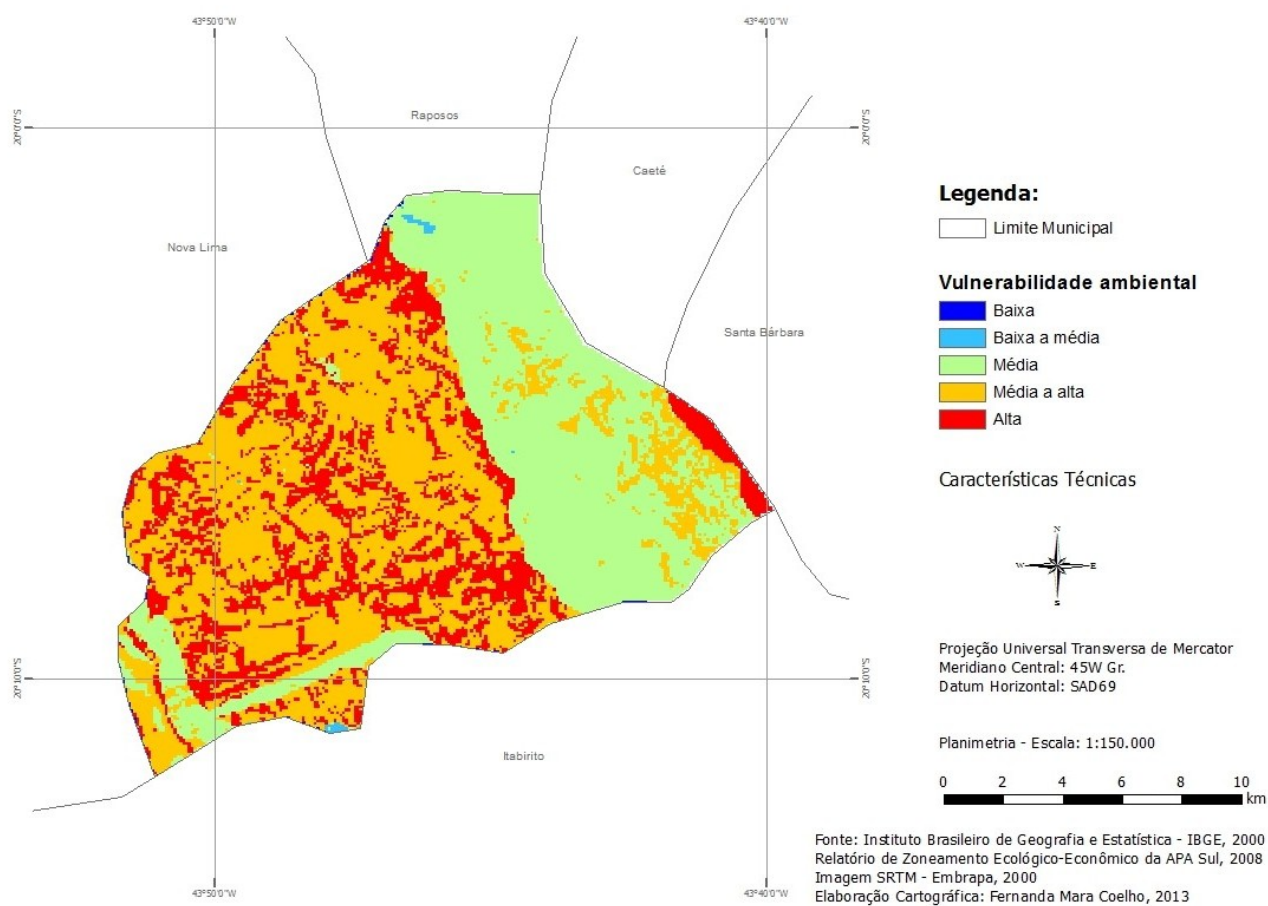 43°50'0"W
43°40'0"W
20°0'0"S
20°0'0"S
Raposos
Caeté
Nova Lima
Santa Bárbara
Legenda:
Limite Municipal
Vulnerabilidade ambiental
Baixa
Baixa a média
Média
Média a alta
Alta
Características Técnicas
N
W
E
S
Projeção Universal Transversa de Mercator
Meridiano Central: 45W Gr.
Datum Horizontal: SAD69
20°10'0"S
20°10'0"S
Itabirito
Planimetria - Escala: 1:150.000
0 2 4 6 8 10
km
43°50'0"W
43°40'0"W
Fonte: Instituto Brasileiro de Geografia e Estatística - IBGE, 2000
Relatório de Zoneamento Ecológico-Econômico da APA Sul, 2008
Imagem SRTM - Embrapa, 2000
Elaboração Cartográfica: Fernanda Mara Coelho, 2013